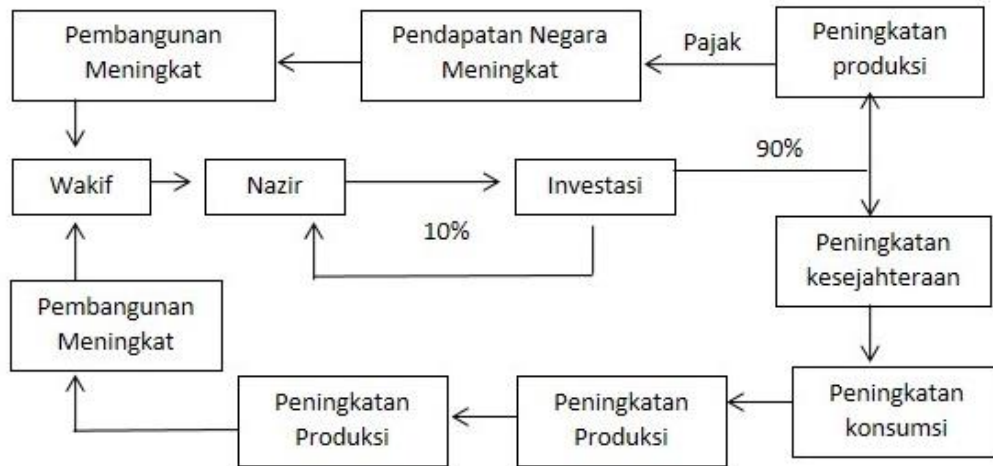 Pembangunan
Meningkat
Pendapatan Negara
Meningkat
Pajak
Peningkatan
produksi
Wakif
Nazir
10%
Investasi
90%
Peningkatan
kesejahteraan
Pembangunan
Meningkat
Peningkatan
Produksi
Peningkatan
Produksi
Peningkatan
konsumsi